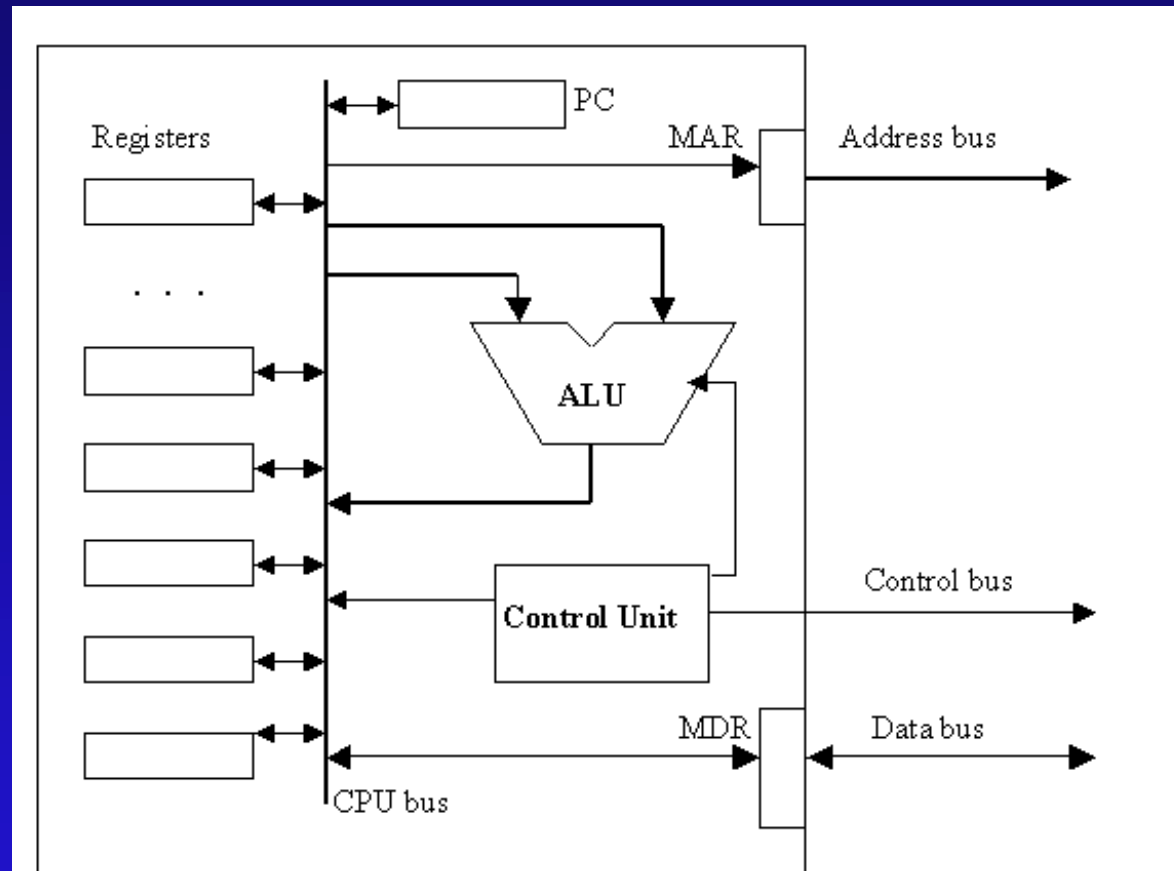 PC
Registers
MAR
Address bus
. . .
ALU
Control bus
Control Unit
MDR
Data bus
CPU bus